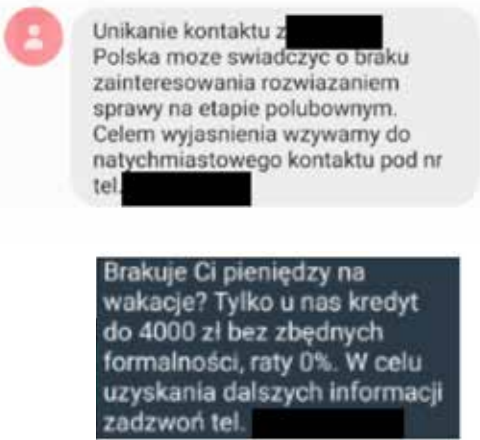 Unikanie kontaktu z
Polska moze swiadczyc o braku
zainteresowania rozwiazaniem
sprawy na etapie polubownym.
Celem wyjasnienia wzywamy do
natychmiastowego kontaktu pod nr
tel.
Brakuje Ci pieniędzy na
wakacje? Tylko u nas kredyt
do 4000 zł bez zbędnych
formalności, raty 0%. W celu
uzyskania dalszych informacji
zadzwoń tel.